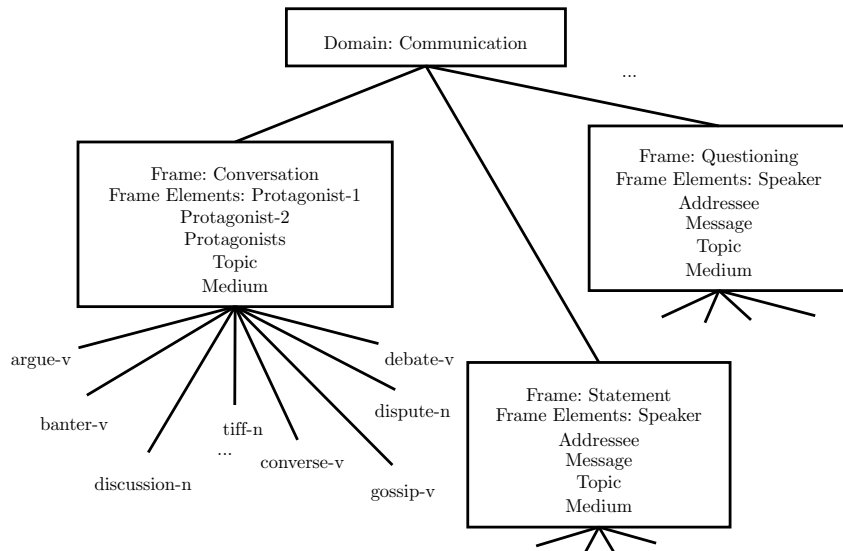 Domain: Communication
...
Frame: Conversation
Frame Elements: Protagonist-1
Protagonist-2
Protagonists
Topic
Medium
Frame: Questioning
Frame Elements: Speaker
Addressee
Message
Topic
Medium
argue-v
banter-v
discussion-n
tiff-n
...
converse-v
gossip-v
dispute-n
debate-v
Frame: Statement
Frame Elements: Speaker
Addressee
Message
Topic
Medium